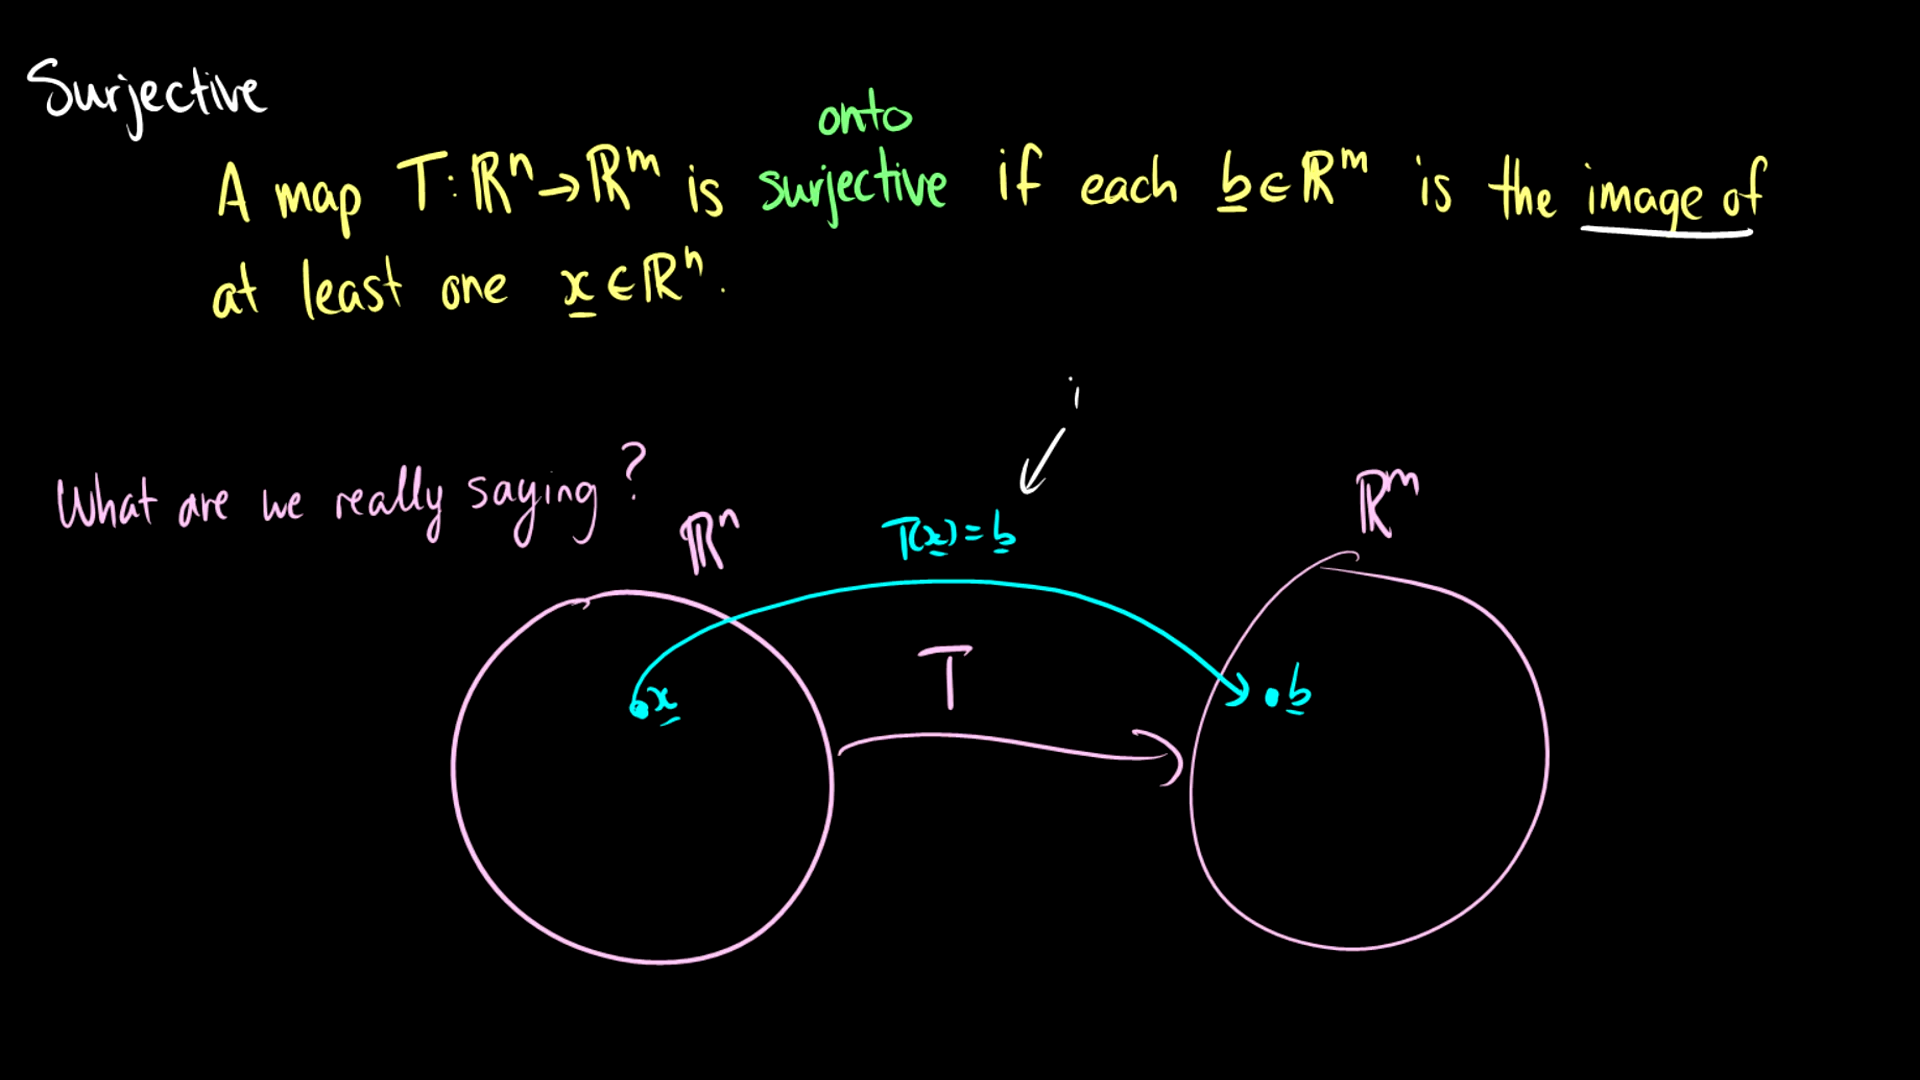 Surjective
onto
A map T: ℝⁿ → ℝᵐ is surjective if each b ∈ ℝᵐ is the image of
at least one x ∈ ℝⁿ.
i
What are we really saying?
ℝⁿ
T(x) = b
ℝᵐ
x
T
b